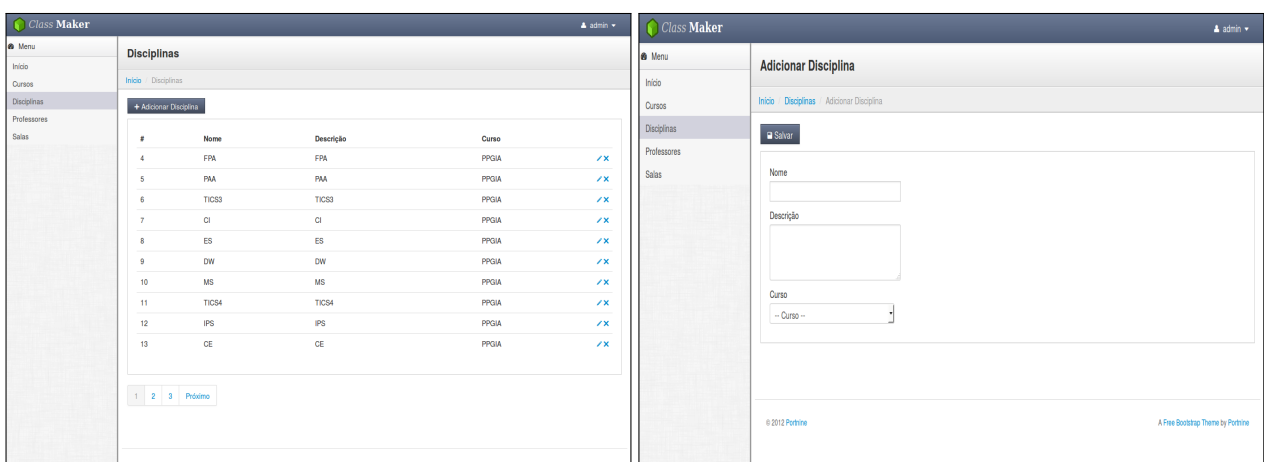 Class Maker
admin
Menu
Início
Cursos
Disciplinas
Professores
Salas
Disciplinas
Início / Disciplinas
+ Adicionar Disciplina
# Nome Descrição Curso
4 FPA FPA PPGIA
5 PAA PAA PPGIA
6 TICS3 TICS3 PPGIA
7 CI CI PPGIA
8 ES ES PPGIA
9 DW DW PPGIA
10 MS MS PPGIA
11 TICS4 TICS4 PPGIA
12 IPS IPS PPGIA
13 CE CE PPGIA
1 2 3 Próximo
Class Maker
admin
Menu
Início
Cursos
Disciplinas
Professores
Salas
Adicionar Disciplina
Início / Disciplinas / Adicionar Disciplina
Salvar
Nome
Descrição
Curso
-- Curso --
© 2012 Portnine
A Free Bootstrap Theme by Portnine